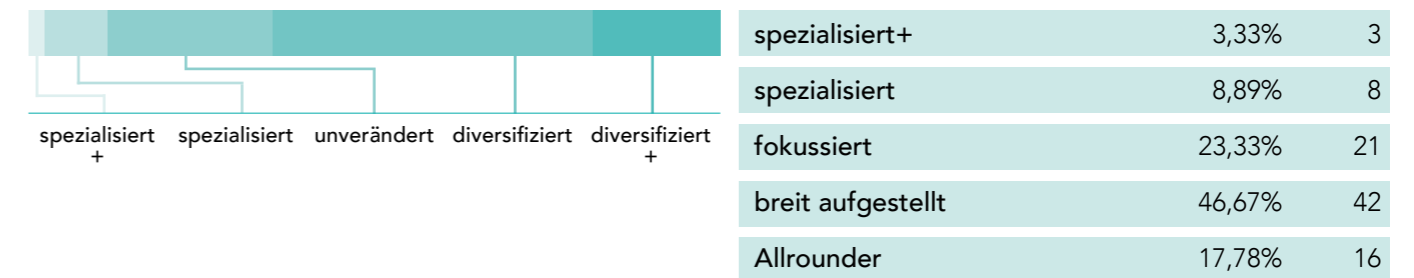 spezialisiert
+
spezialisiert
unverändert
diversifiziert
diversifiziert
+
spezialisiert+ 3,33% 3
spezialisiert 8,89% 8
fokussiert 23,33% 21
breit aufgestellt 46,67% 42
Allrounder 17,78% 16